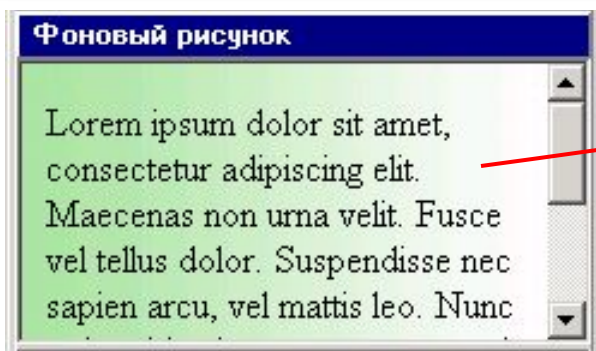 Фоновый рисунок
Lorem ipsum dolor sit amet,
consectetur adipiscing elit.
Maecenas non urna velit. Fusce
vel tellus dolor. Suspendisse nec
sapien arcu, vel mattis leo. Nunc